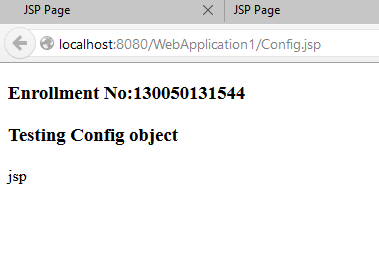 JSP Page
JSP Page
localhost:8080/WebApplication1/Config.jsp
Enrollment No:130050131544
Testing Config object
jsp